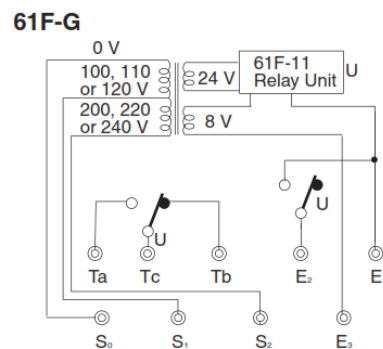 61F-G
0 V
100, 110
or 120 V
24 V
61F-11
Relay Unit
U
200, 220
or 240 V
8 V
U
U
Ta
Tc
Tb
E₂
E
S₀
S₁
S₂
E₃